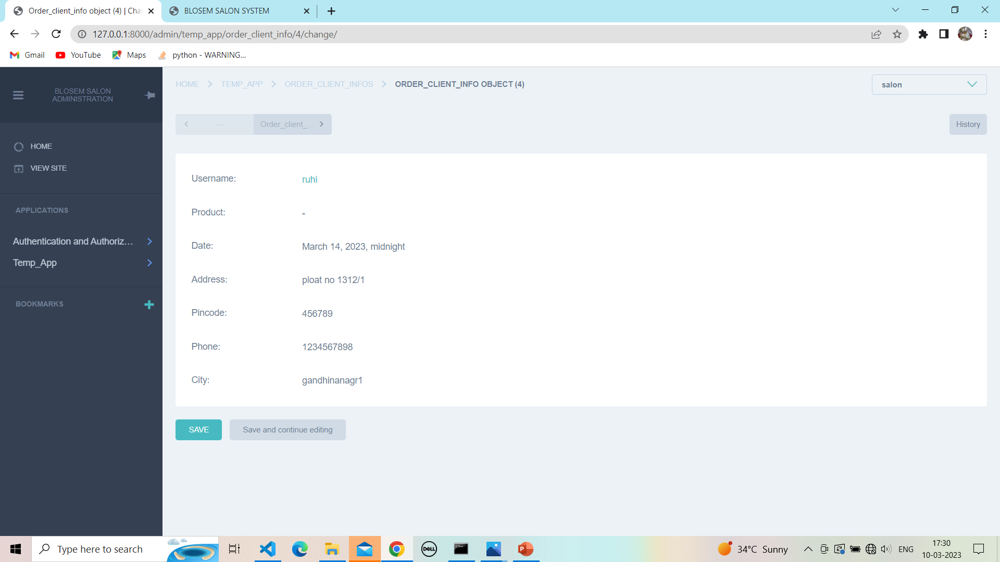 Order_client_info object (4) | Cha
BLOSEM SALON SYSTEM
127.0.0.1:8000/admin/temp_app/order_client_info/4/change/
Gmail
YouTube
Maps
python - WARNING...
BLOSEM SALON
ADMINISTRATION
HOME
VIEW SITE
APPLICATIONS
Authentication and Authoriz...
Temp_App
BOOKMARKS
HOME > TEMP_APP > ORDER_CLIENT_INFOS > ORDER_CLIENT_INFO OBJECT (4)
salon
---
Order_client_...
History
Username: ruhi
Product: -
Date: March 14, 2023, midnight
Address: ploat no 1312/1
Pincode: 456789
Phone: 1234567898
City: gandhinanagr1
SAVE
Save and continue editing
Type here to search
DELL
P
34°C Sunny
ENG
17:30
10-03-2023